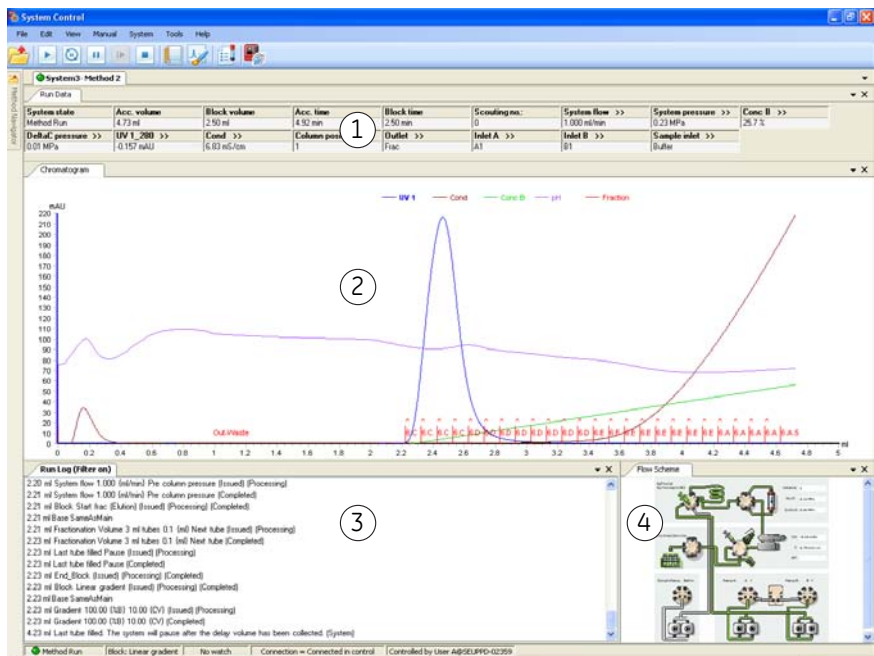 System Control
File Edit View Manual System Tools Help
System3- Method 2
Method Navigator
Run Data
System state Acc. volume Block volume Acc. time Block time Scouting no.: System flow >> System pressure >> Conc B >>
Method Run 4.73 ml 2.50 ml 4.92 min 2.50 min 0 1.000 ml/min 0.23 MPa 25.7 %
DeltaC pressure >> UV 1_280 >> Cond >> Column pos Outlet >> Inlet A >> Inlet B >> Sample inlet >>
0.01 MPa -0.157 mAU 6.83 mS/cm 1 Frac A1 B1 Buffer
1
Chromatogram
UV 1 Cond Conc B pH Fraction
mAU
220
210
200
190
180
170
160
150
140
130
120
110
100
90
80
70
60
50
40
30
20
10
0
2
Out-Waste
0 0.2 0.4 0.6 0.8 1 1.2 1.4 1.6 1.8 2 2.2 2.4 2.6 2.8 3 3.2 3.4 3.6 3.8 4 4.2 4.4 4.6 4.8 5 ml
Run Log (Filter on)
2.20 ml System flow 1.000 {ml/min} Pre column pressure (Issued) (Processing)
2.21 ml System flow 1.000 {ml/min} Pre column pressure (Completed)
2.21 ml Block Start frac (Elution) (Issued) (Processing)
2.21 ml Base SameAsMain
2.21 ml Fractionation Volume 3 ml tubes 0.1 {ml} Next tube (Issued) (Processing)
2.23 ml Fractionation Volume 3 ml tubes 0.1 {ml} Next tube (Completed)
2.23 ml Last tube filled Pause (Issued) (Processing)
2.23 ml Last tube filled Pause (Completed)
2.23 ml End_Block (Issued) (Processing) (Completed)
2.23 ml Block Linear gradient (Issued) (Processing) (Completed)
2.23 ml Base SameAsMain
2.23 ml Gradient 100.00 {%B} 10.00 {CV} (Issued) (Processing)
2.23 ml Gradient 100.00 {%B} 10.00 {CV} (Completed)
4.23 ml Last tube filled. The system will pause after the delay volume has been collected. (System)
3
Flow Scheme
4
Method Run Block: Linear gradient No watch Connection = Connected in control Controlled by User A@SEUPPD-02359